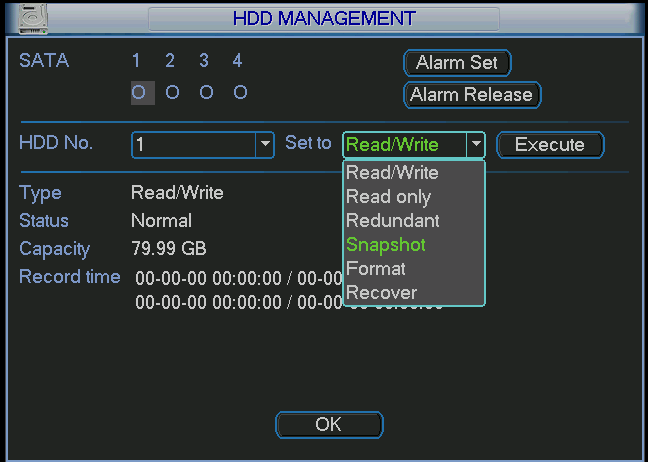 HDD MANAGEMENT
SATA 1 2 3 4 Alarm Set
O O O O Alarm Release
HDD No. 1 Set to Read/Write Execute
Read/Write
Read only
Redundant
Snapshot
Format
Recover
Type Read/Write
Status Normal
Capacity 79.99 GB
Record time 00-00-00 00:00:00 / 00-00
00-00-00 00:00:00 / 00-00
OK